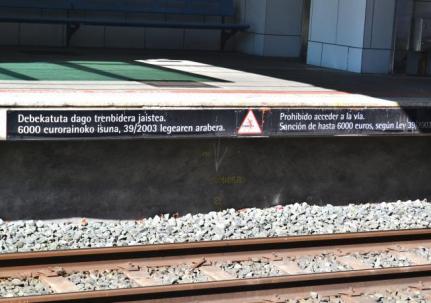 Debekatuta dago trenbidera jaistea.
6000 eurorainoko isuna, 39/2003 legearen arabera.
Prohibido acceder a la vía.
Sanción de hasta 6000 euros, según Ley 39/2003